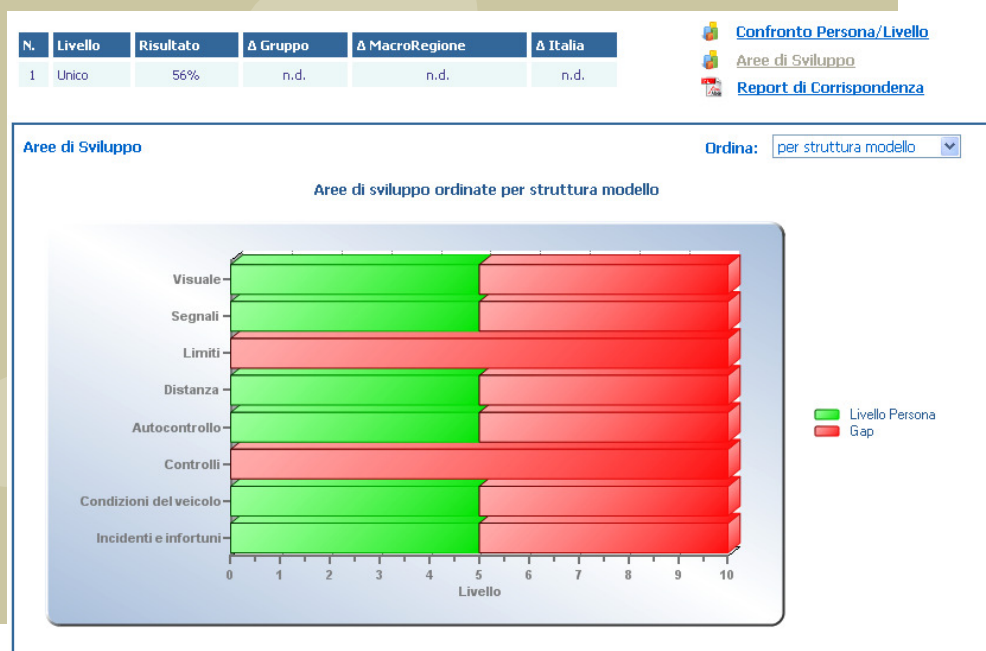 N. Livello Risultato Δ Gruppo Δ MacroRegione Δ Italia
1 Unico 56% n.d. n.d. n.d.
Confronto Persona/Livello
Aree di Sviluppo
Report di Corrispondenza
Aree di Sviluppo
Ordina: per struttura modello
Aree di sviluppo ordinate per struttura modello
Visuale
Segnali
Limiti
Distanza
Autocontrollo
Controlli
Condizioni del veicolo
Incidenti e infortuni
0 1 2 3 4 5 6 7 8 9 10
Livello
Livello Persona
Gap